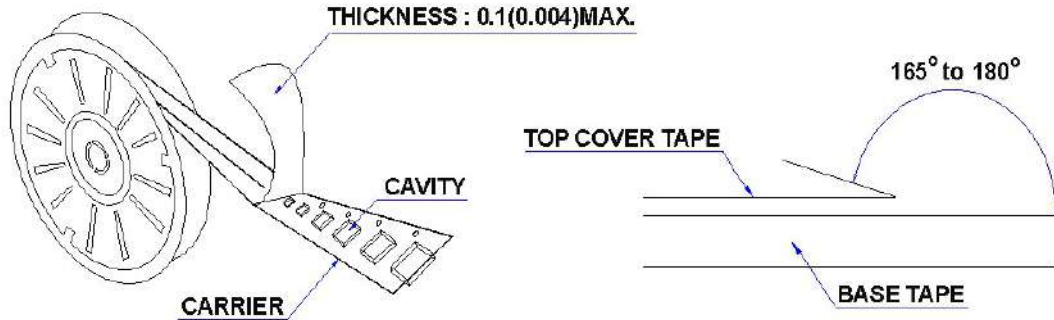 THICKNESS : 0.1(0.004)MAX.
CAVITY
CARRIER
165° to 180°
TOP COVER TAPE
BASE TAPE